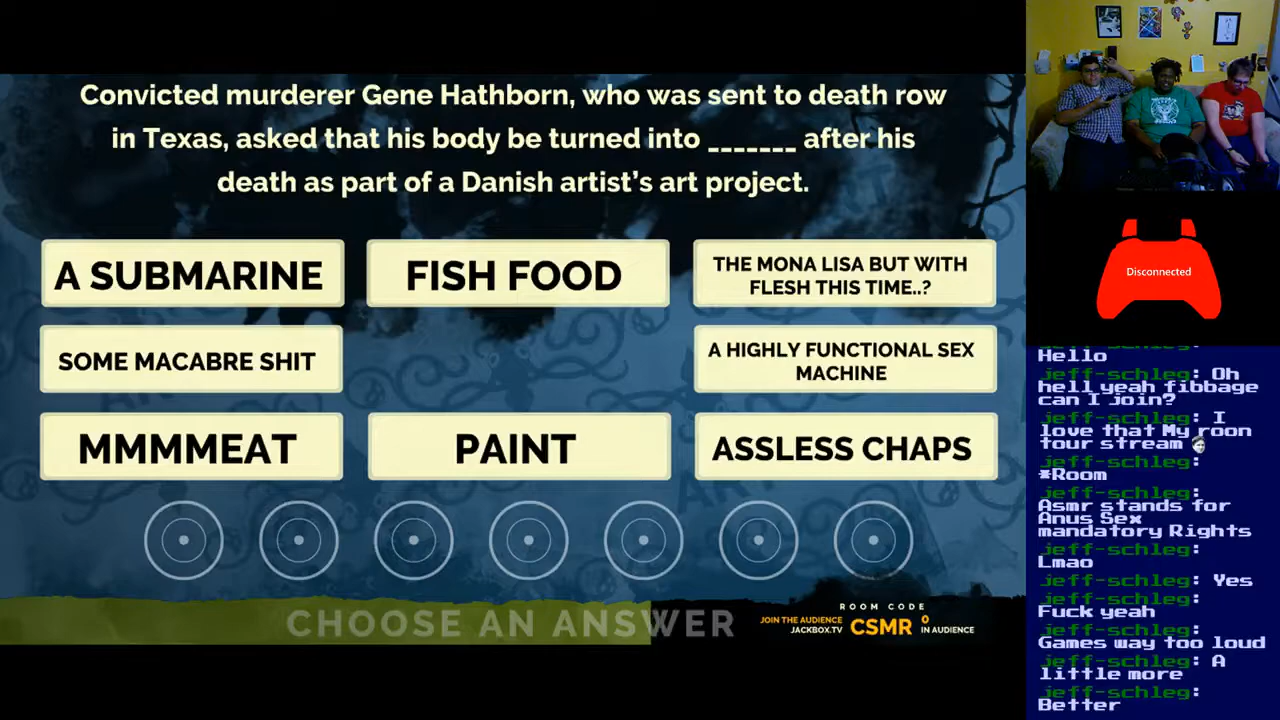 Convicted murderer Gene Hathborn, who was sent to death row
in Texas, asked that his body be turned into _______ after his
death as part of a Danish artist's art project.
A SUBMARINE
FISH FOOD
THE MONA LISA BUT WITH
FLESH THIS TIME..?
SOME MACABRE SHIT
A HIGHLY FUNCTIONAL SEX
MACHINE
MMMMEAT
PAINT
ASSLESS CHAPS
CHOOSE AN ANSWER
JOIN THE AUDIENCE
JACKBOX.TV
ROOM CODE
CSMR
0
IN AUDIENCE
Disconnected
jeff-schleg:
Hello
jeff-schleg: Oh
hell yeah fibbage
can I join?
jeff-schleg: I
love that My roon
tour stream
jeff-schleg:
*Room
jeff-schleg:
Asmr stands for
Anus Sex
mandatory Rights
jeff-schleg:
Lmao
jeff-schleg: Yes
jeff-schleg:
Fuck yeah
jeff-schleg:
Games way too loud
jeff-schleg: A
little more
jeff-schleg:
Better